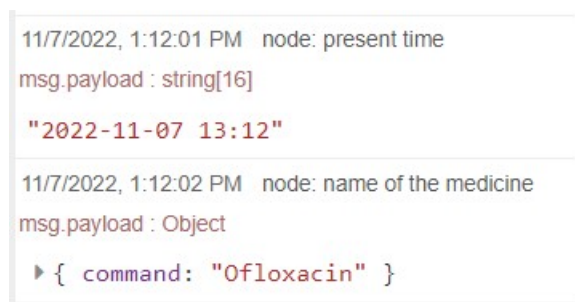 11/7/2022, 1:12:01 PM node: present time
msg.payload : string[16]
"2022-11-07 13:12"
11/7/2022, 1:12:02 PM node: name of the medicine
msg.payload : Object
{ command: "Ofloxacin" }